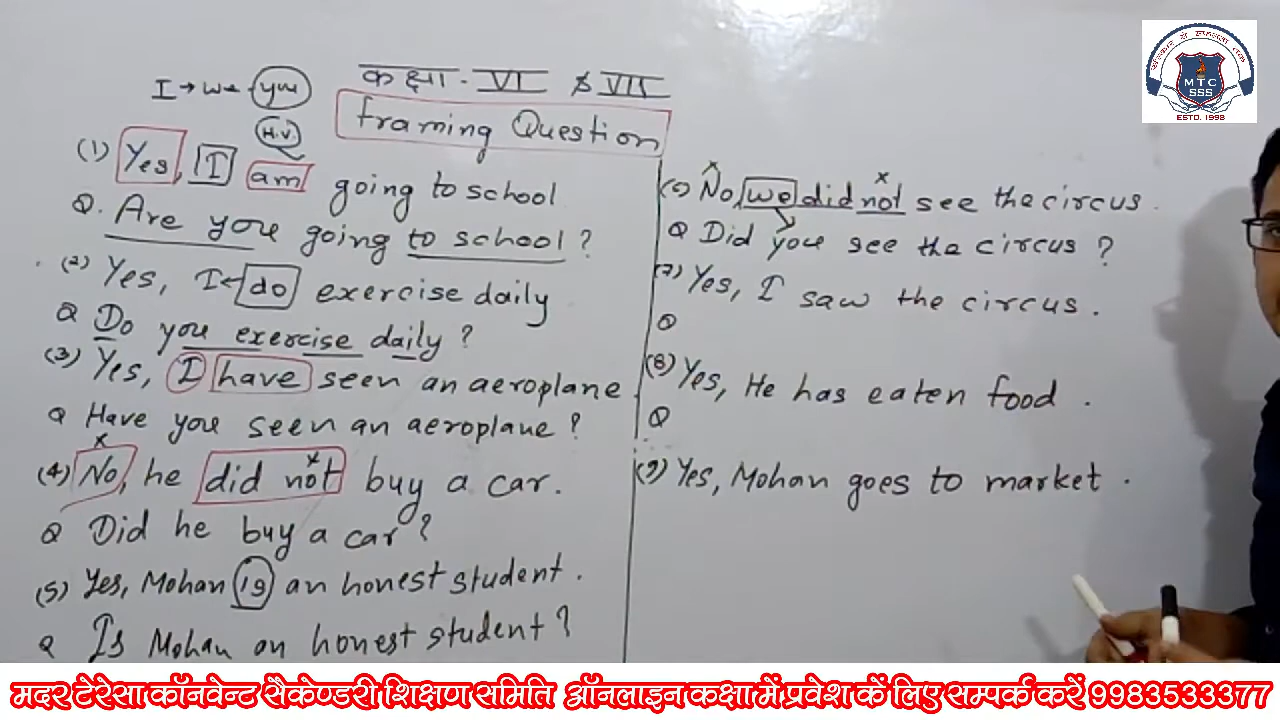 कक्षा - VI & VII
I → we → you
Framing Question
H.V
(1) Yes, I am going to school
Q. Are you going to school?
(2) Yes, I do exercise daily
Q Do you exercise daily?
(3) Yes, I have seen an aeroplane.
Q Have you seen an aeroplane?
(4) No, he did not buy a car.
Q Did he buy a car?
(5) Yes, Mohan is an honest student.
Q Is Mohan an honest student?
No, we did not see the circus.
Q Did you see the circus?
(7) Yes, I saw the circus.
Q
(8) Yes, He has eaten food.
Q
(9) Yes, Mohan goes to market.
MTC
SSS
ESTD. 1998
मदर टेरेसा कॉनवेन्ट सैकेण्डरी शिक्षण समिति ऑनलाइन कक्षा में प्रवेश कें लिए सम्पर्क करें 9983533377